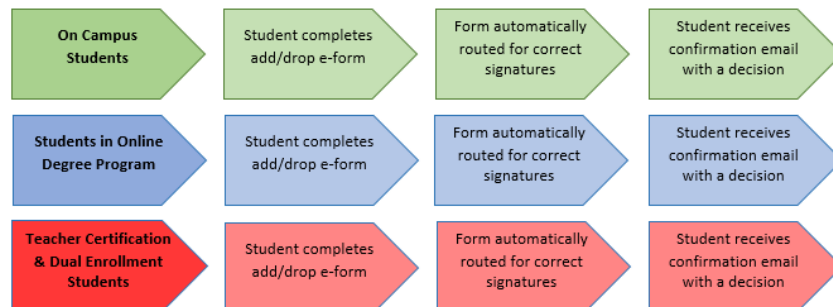 On Campus
Students
Student completes
add/drop e-form
Form automatically
routed for correct
signatures
Student receives
confirmation email
with a decision
Students in Online
Degree Program
Student completes
add/drop e-form
Form automatically
routed for correct
signatures
Student receives
confirmation email
with a decision
Teacher Certification
& Dual Enrollment
Students
Student completes
add/drop e-form
Form automatically
routed for correct
signatures
Student receives
confirmation email
with a decision